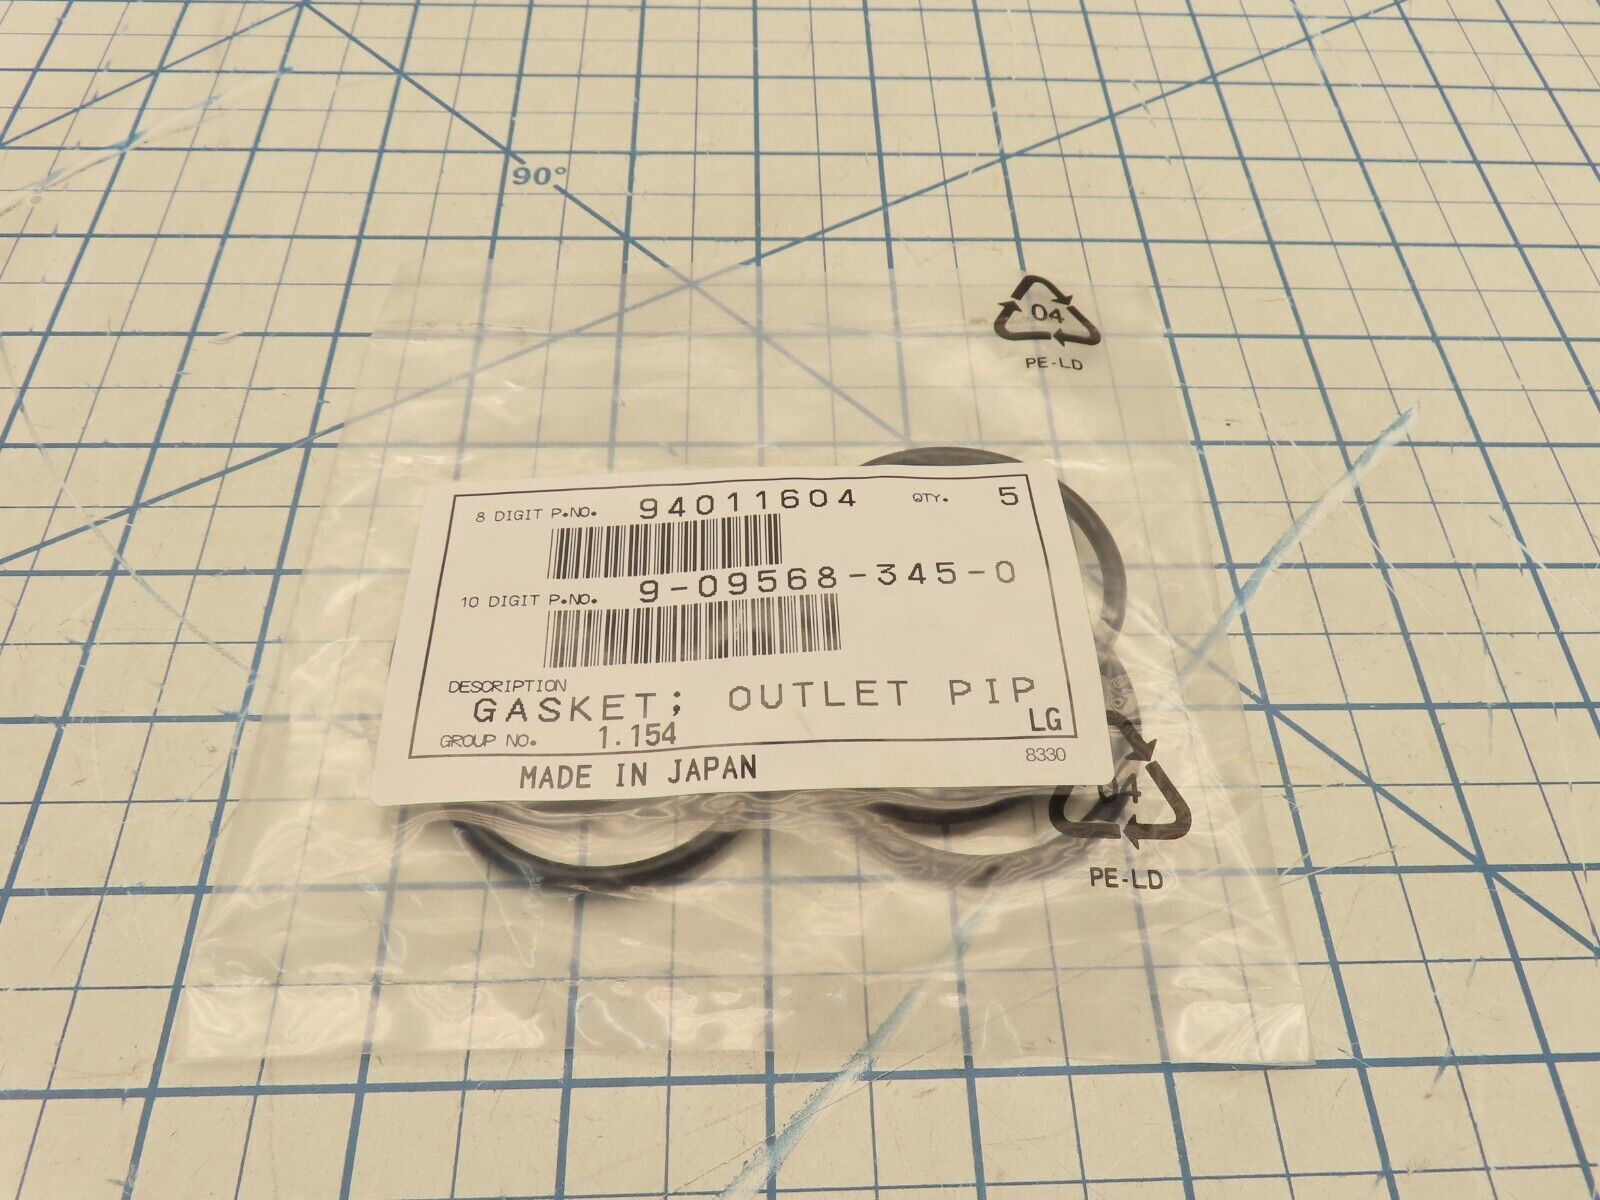 90°
04
PE-LD
8 DIGIT P.NO. 94011604 QTY. 5
10 DIGIT P.NO. 9-09568-345-0
DESCRIPTION
GASKET; OUTLET PIP
LG
GROUP NO. 1.154
8330
MADE IN JAPAN
04
PE-LD